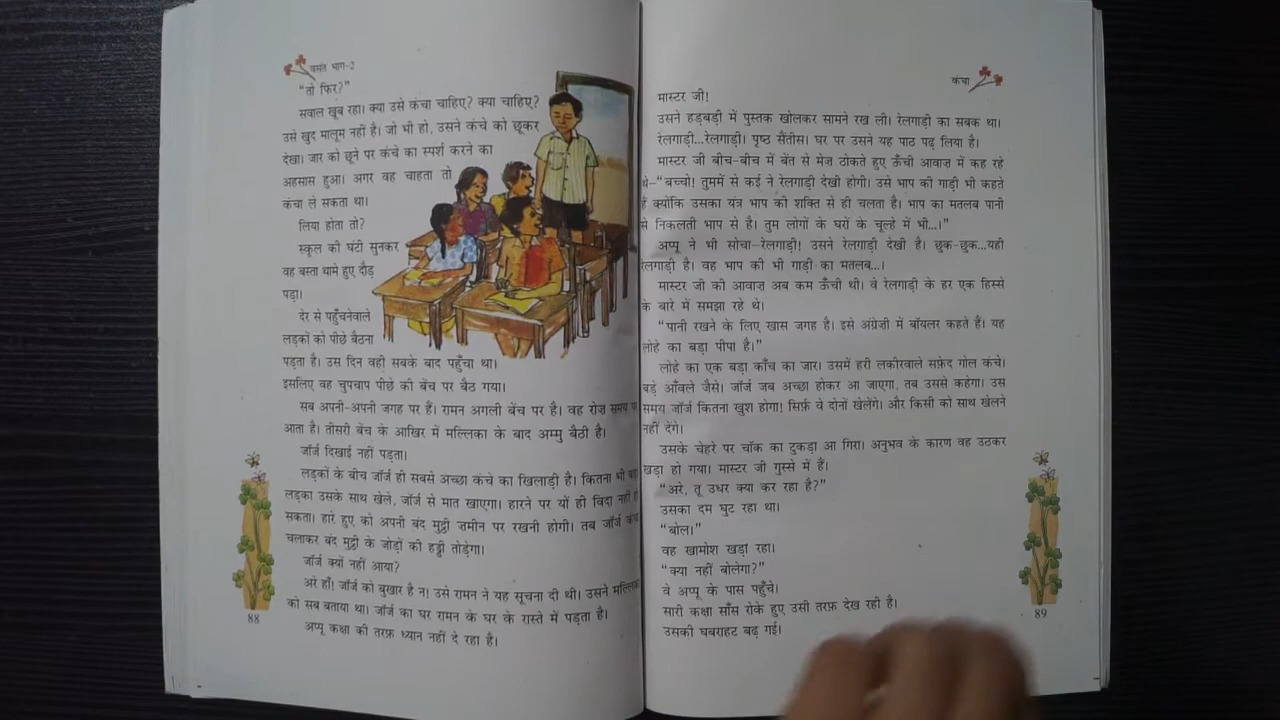 वसंत भाग-2
"तो फिर?"
सवाल खूब रहा। क्या उसे कंचा चाहिए? क्या चाहिए?
उसे खुद मालूम नहीं है। जो भी हो, उसने कंचे को छूकर
देखा। जार को छूने पर कंचे का स्पर्श करने का
अहसास हुआ। अगर वह चाहता तो
कंचा ले सकता था।
लिया होता तो?
स्कूल की घंटी सुनकर
वह बस्ता थामे हुए दौड़
पड़ा।
देर से पहुँचनेवाले
लड़कों को पीछे बैठना
पड़ता है। उस दिन वही सबके बाद पहुँचा था।
इसलिए वह चुपचाप पीछे की बेंच पर बैठ गया।
सब अपनी-अपनी जगह पर हैं। रामन अगली बेंच पर है। वह रोज़ समय पर
आता है। तीसरी बेंच के आखिर में मल्लिका के बाद अम्मु बैठी है।
जॉर्ज दिखाई नहीं पड़ता।
लड़कों के बीच जॉर्ज ही सबसे अच्छा कंचे का खिलाड़ी है। कितना भी बड़ा
लड़का उसके साथ खेले, जॉर्ज से मात खाएगा। हारने पर यों ही विदा नहीं हो
सकता। हारे हुए को अपनी बंद मुट्ठी ज़मीन पर रखनी होगी। तब जॉर्ज कंचा
चलाकर बंद मुट्ठी के जोड़ों की हड्डी तोड़ेगा।
जॉर्ज क्यों नहीं आया?
अरे हाँ! जॉर्ज को बुखार है न! उसे रामन ने यह सूचना दी थी। उसने मल्लिका
को सब बताया था। जॉर्ज का घर रामन के घर के रास्ते में पड़ता है।
अप्पू कक्षा की तरफ़ ध्यान नहीं दे रहा है।
88
कंचा
मास्टर जी!
उसने हड़बड़ी में पुस्तक खोलकर सामने रख ली। रेलगाड़ी का सबक था।
रेलगाड़ी...रेलगाड़ी। पृष्ठ सैंतीस। घर पर उसने यह पाठ पढ़ लिया है।
मास्टर जी बीच-बीच में बेंत से मेज़ ठोकते हुए ऊँची आवाज़ में कह रहे
थे-"बच्चो! तुममें से कई ने रेलगाड़ी देखी होगी। उसे भाप की गाड़ी भी कहते
हैं क्योंकि उसका यंत्र भाप की शक्ति से ही चलता है। भाप का मतलब पानी
से निकलती भाप से है। तुम लोगों के घरों के चूल्हे में भी...।"
अप्पू ने भी सोचा-रेलगाड़ी! उसने रेलगाड़ी देखी है। छुक-छुक...यही
रेलगाड़ी है। वह भाप की भी गाड़ी का मतलब...।
मास्टर जी की आवाज़ अब कम ऊँची थी। वे रेलगाड़ी के हर एक हिस्से
के बारे में समझा रहे थे।
"पानी रखने के लिए खास जगह है। इसे अंग्रेज़ी में बॉयलर कहते हैं। यह
लोहे का बड़ा पीपा है।"
लोहे का एक बड़ा काँच का जार। उसमें हरी लकीरवाले सफ़ेद गोल कंचे।
बड़े आँवले जैसे। जॉर्ज जब अच्छा होकर आ जाएगा, तब उससे कहेगा। उस
समय जॉर्ज कितना खुश होगा! सिर्फ़ वे दोनों खेलेंगे। और किसी को साथ खेलने
नहीं देंगे।
उसके चेहरे पर चॉक का टुकड़ा आ गिरा। अनुभव के कारण वह उठकर
खड़ा हो गया। मास्टर जी गुस्से में हैं।
"अरे, तू उधर क्या कर रहा है?"
उसका दम घुट रहा था।
"बोल।"
वह खामोश खड़ा रहा।
"क्या नहीं बोलेगा?"
वे अप्पू के पास पहुँचे।
सारी कक्षा साँस रोके हुए उसी तरफ़ देख रही है।
उसकी घबराहट बढ़ गई।
89